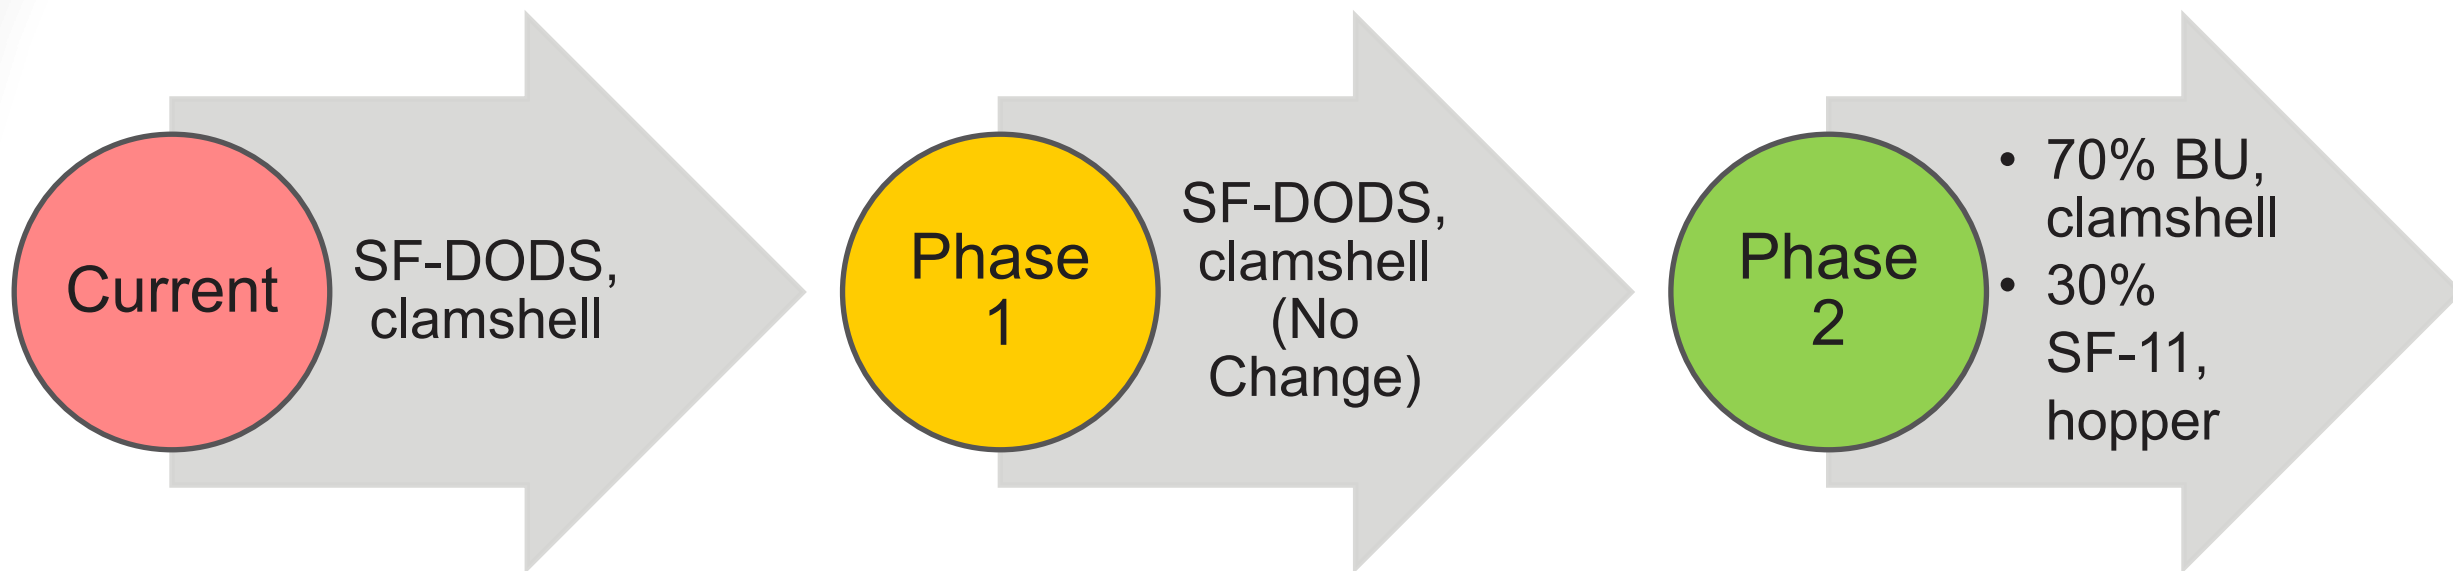 Current
SF-DODS,
clamshell
Phase
1
SF-DODS,
clamshell
(No
Change)
Phase
2
• 70% BU,
clamshell
• 30%
SF-11,
hopper